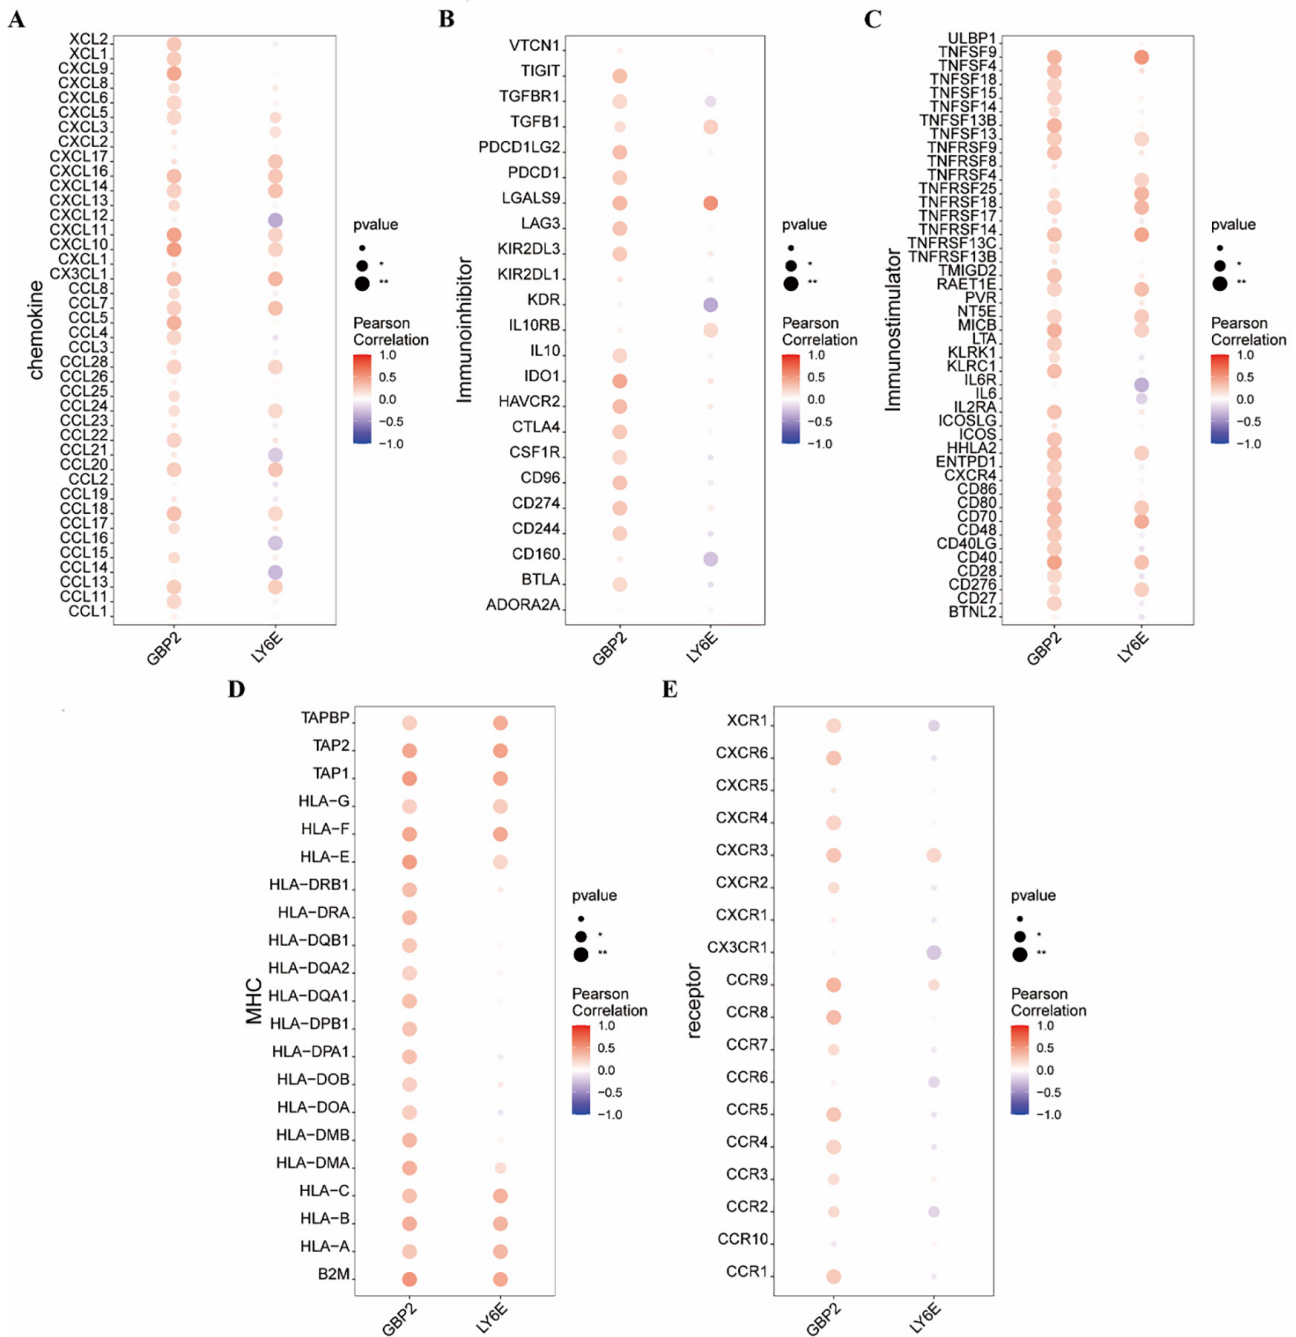 A
chemokine
XCL2
XCL1
CXCL9
CXCL8
CXCL6
CXCL5
CXCL3
CXCL2
CXCL17
CXCL16
CXCL14
CXCL13
CXCL12
CXCL11
CXCL10
CXCL1
CX3CL1
CCL8
CCL7
CCL5
CCL4
CCL3
CCL28
CCL26
CCL25
CCL24
CCL23
CCL22
CCL21
CCL20
CCL2
CCL19
CCL18
CCL17
CCL16
CCL15
CCL14
CCL13
CCL11
CCL1
GBP2
LY6E
pvalue
*
**
Pearson
Correlation
1.0
0.5
0.0
−0.5
−1.0
B
Immunoinhibitor
VTCN1
TIGIT
TGFBR1
TGFB1
PDCD1LG2
PDCD1
LGALS9
LAG3
KIR2DL3
KIR2DL1
KDR
IL10RB
IL10
IDO1
HAVCR2
CTLA4
CSF1R
CD96
CD274
CD244
CD160
BTLA
ADORA2A
GBP2
LY6E
pvalue
*
**
Pearson
Correlation
1.0
0.5
0.0
−0.5
−1.0
C
Immunostimulator
ULBP1
TNFSF9
TNFSF4
TNFSF18
TNFSF15
TNFSF14
TNFSF13B
TNFSF13
TNFRSF9
TNFRSF8
TNFRSF4
TNFRSF25
TNFRSF18
TNFRSF17
TNFRSF14
TNFRSF13C
TNFRSF13B
TMIGD2
RAET1E
PVR
NT5E
MICB
LTA
KLRK1
KLRC1
IL6R
IL6
IL2RA
ICOSLG
ICOS
HHLA2
ENTPD1
CXCR4
CD86
CD80
CD70
CD48
CD40LG
CD40
CD28
CD276
CD27
BTNL2
GBP2
LY6E
pvalue
*
**
Pearson
Correlation
1.0
0.5
0.0
−0.5
−1.0
D
MHC
TAPBP
TAP2
TAP1
HLA−G
HLA−F
HLA−E
HLA−DRB1
HLA−DRA
HLA−DQB1
HLA−DQA2
HLA−DQA1
HLA−DPB1
HLA−DPA1
HLA−DOB
HLA−DOA
HLA−DMB
HLA−DMA
HLA−C
HLA−B
HLA−A
B2M
GBP2
LY6E
pvalue
*
**
Pearson
Correlation
1.0
0.5
0.0
−0.5
−1.0
E
receptor
XCR1
CXCR6
CXCR5
CXCR4
CXCR3
CXCR2
CXCR1
CX3CR1
CCR9
CCR8
CCR7
CCR6
CCR5
CCR4
CCR3
CCR2
CCR10
CCR1
GBP2
LY6E
pvalue
*
**
Pearson
Correlation
1.0
0.5
0.0
−0.5
−1.0